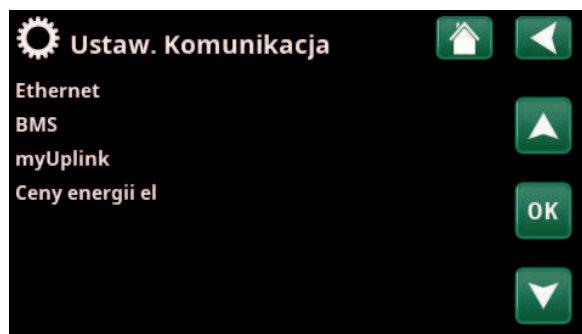 Ustaw. Komunikacja
Ethernet
BMS
myUplink
Ceny energii el
OK